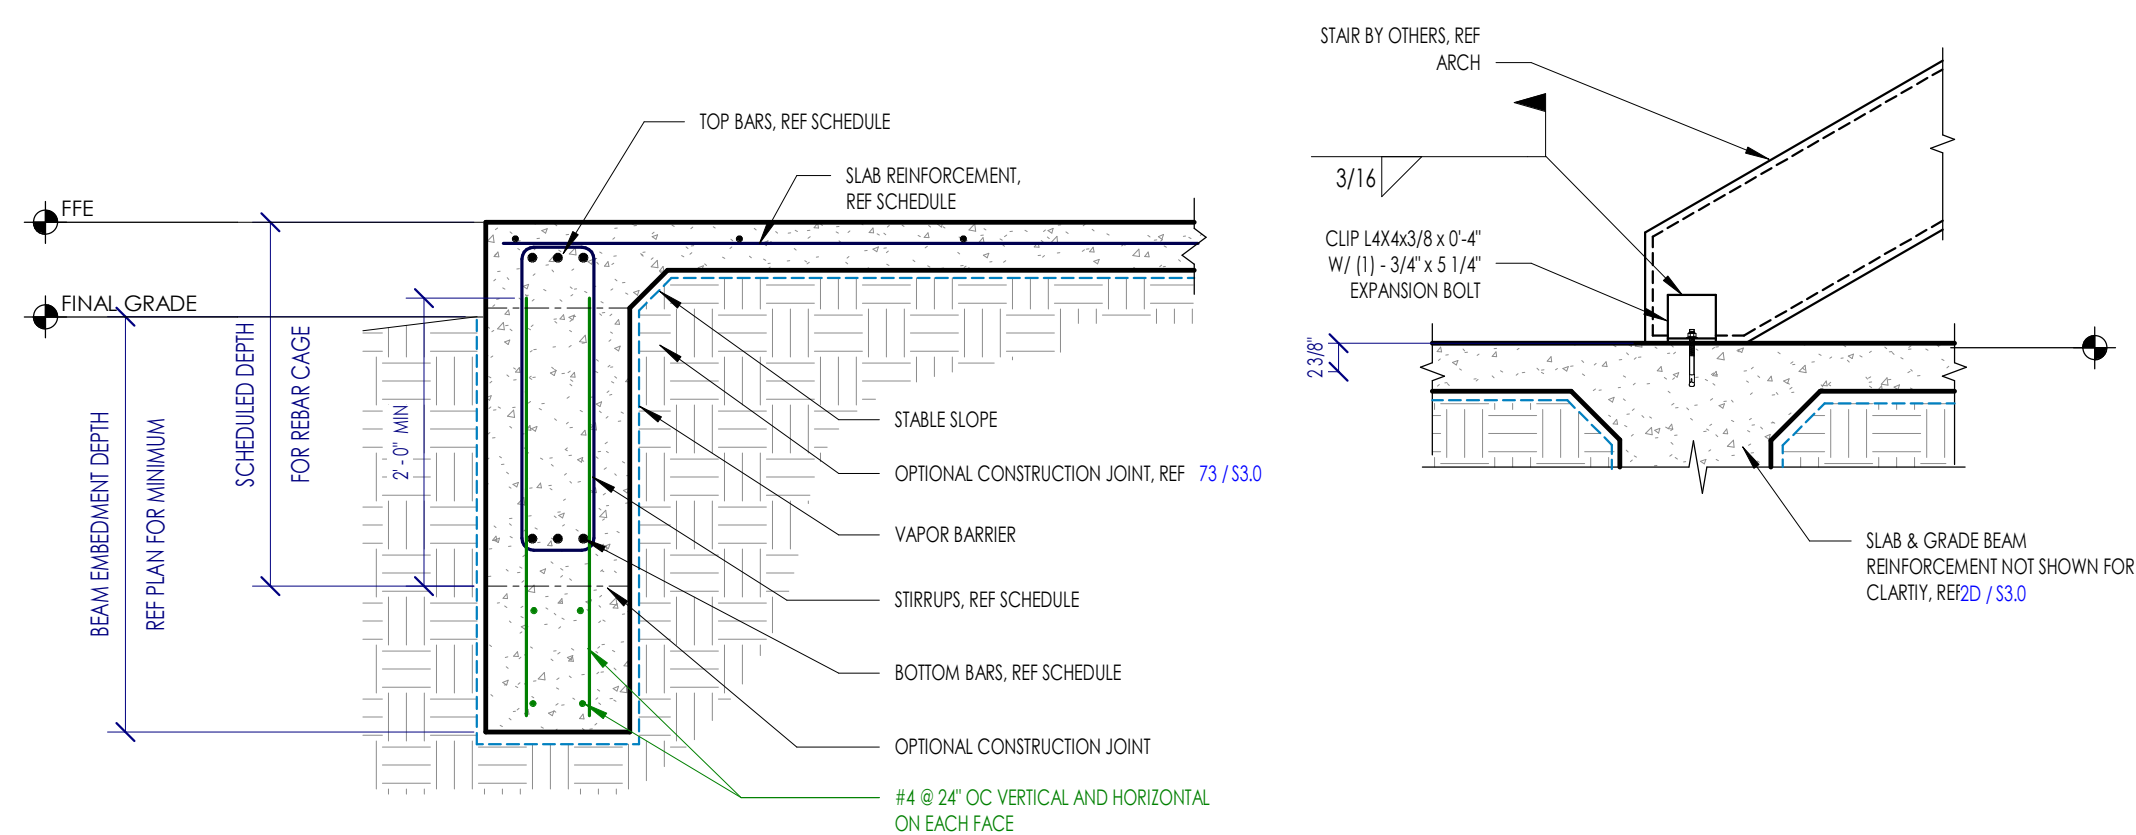 TOP BARS, REF SCHEDULE
SLAB REINFORCEMENT,
REF SCHEDULE
FFE
FINAL GRADE
BEAM EMBEDMENT DEPTH
REF PLAN FOR MINIMUM
SCHEDULED DEPTH
FOR REBAR CAGE
2'-0" MIN
STABLE SLOPE
OPTIONAL CONSTRUCTION JOINT, REF 73 / S3.0
VAPOR BARRIER
STIRRUPS, REF SCHEDULE
BOTTOM BARS, REF SCHEDULE
OPTIONAL CONSTRUCTION JOINT
#4 @ 24" OC VERTICAL AND HORIZONTAL
ON EACH FACE
STAIR BY OTHERS, REF
ARCH
3/16
CLIP L4X4x3/8 x 0'-4"
W/ (1) - 3/4" x 5 1/4"
EXPANSION BOLT
2 3/8"
SLAB & GRADE BEAM
REINFORCEMENT NOT SHOWN FOR
CLARTIY, REF 2D / S3.0